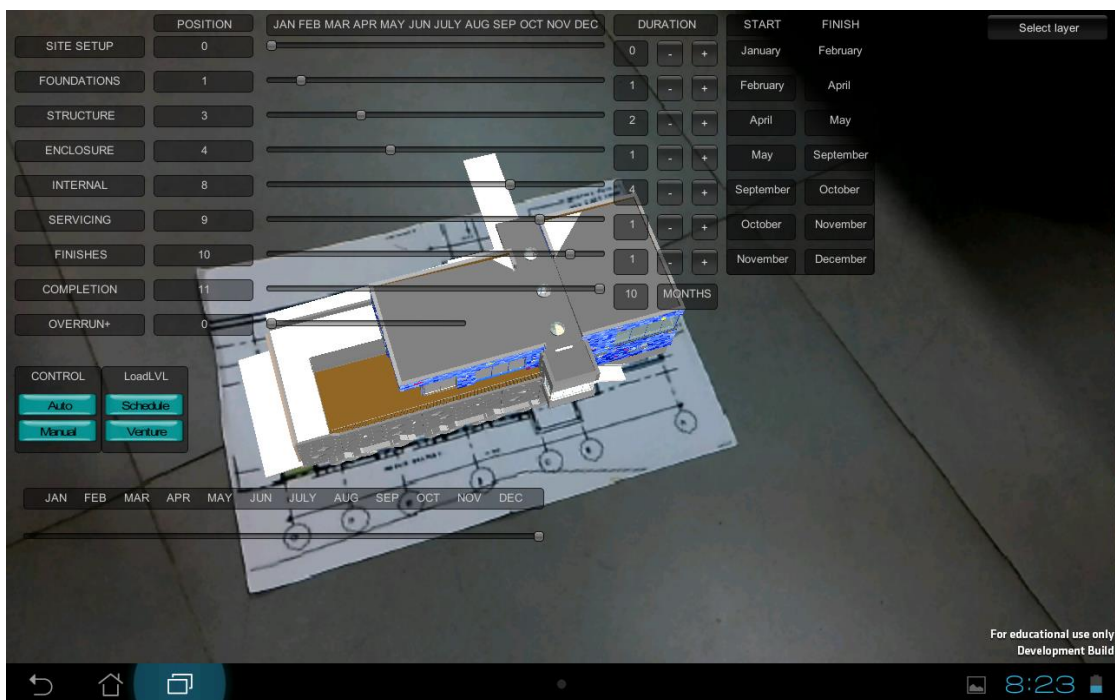 POSITION JAN FEB MAR APR MAY JUN JULY AUG SEP OCT NOV DEC DURATION START FINISH Select layer
SITE SETUP 0 0 - + January February
FOUNDATIONS 1 1 - + February April
STRUCTURE 3 2 - + April May
ENCLOSURE 4 1 - + May September
INTERNAL 8 4 - + September October
SERVICING 9 1 - + October November
FINISHES 10 1 - + November December
COMPLETION 11 10 MONTHS
OVERRUN+ 0
CONTROL LoadLVL
Auto Schedule
Manual Venture
JAN FEB MAR APR MAY JUN JULY AUG SEP OCT NOV DEC
For educational use only
Development Build
8:23